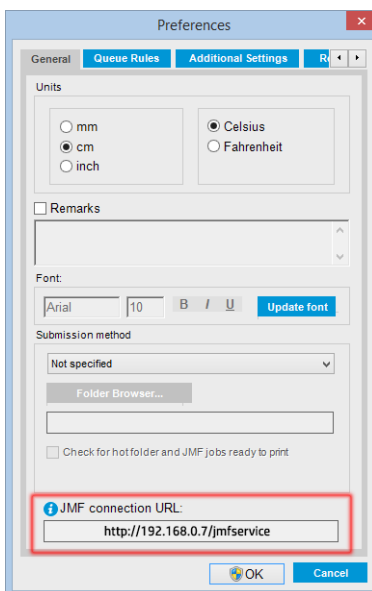 Preferences
General Queue Rules Additional Settings
Units
mm
cm
inch
Celsius
Fahrenheit
Remarks
Font:
Arial 10 B I U Update font
Submission method
Not specified
Folder Browser...
Check for hot folder and JMF jobs ready to print
JMF connection URL:
http://192.168.0.7/jmfservice
OK Cancel